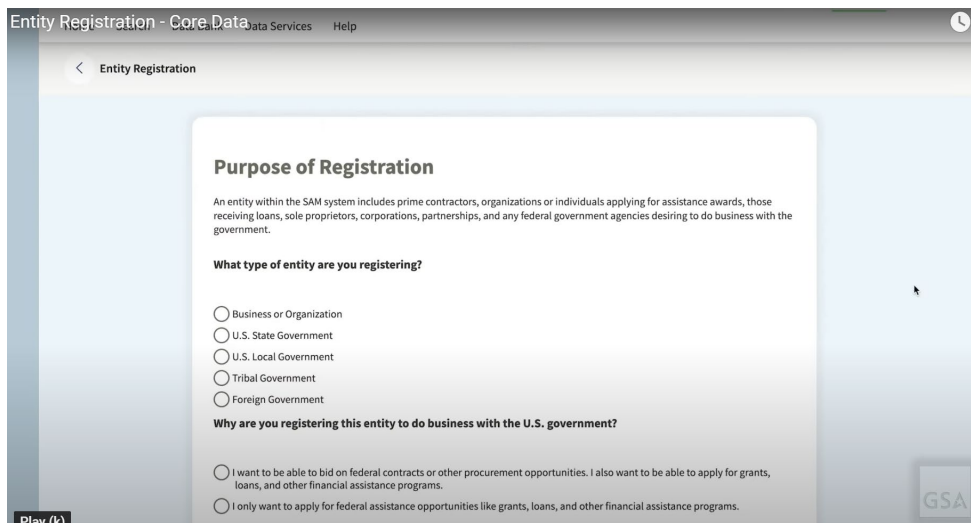 Entity Registration - Core Data
Home Search Data Bank Data Services Help
Entity Registration
Purpose of Registration
An entity within the SAM system includes prime contractors, organizations or individuals applying for assistance awards, those
receiving loans, sole proprietors, corporations, partnerships, and any federal government agencies desiring to do business with the
government.
What type of entity are you registering?
Business or Organization
U.S. State Government
U.S. Local Government
Tribal Government
Foreign Government
Why are you registering this entity to do business with the U.S. government?
I want to be able to bid on federal contracts or other procurement opportunities. I also want to be able to apply for grants,
loans, and other financial assistance programs.
I only want to apply for federal assistance opportunities like grants, loans, and other financial assistance programs.
GSA
Play (k)